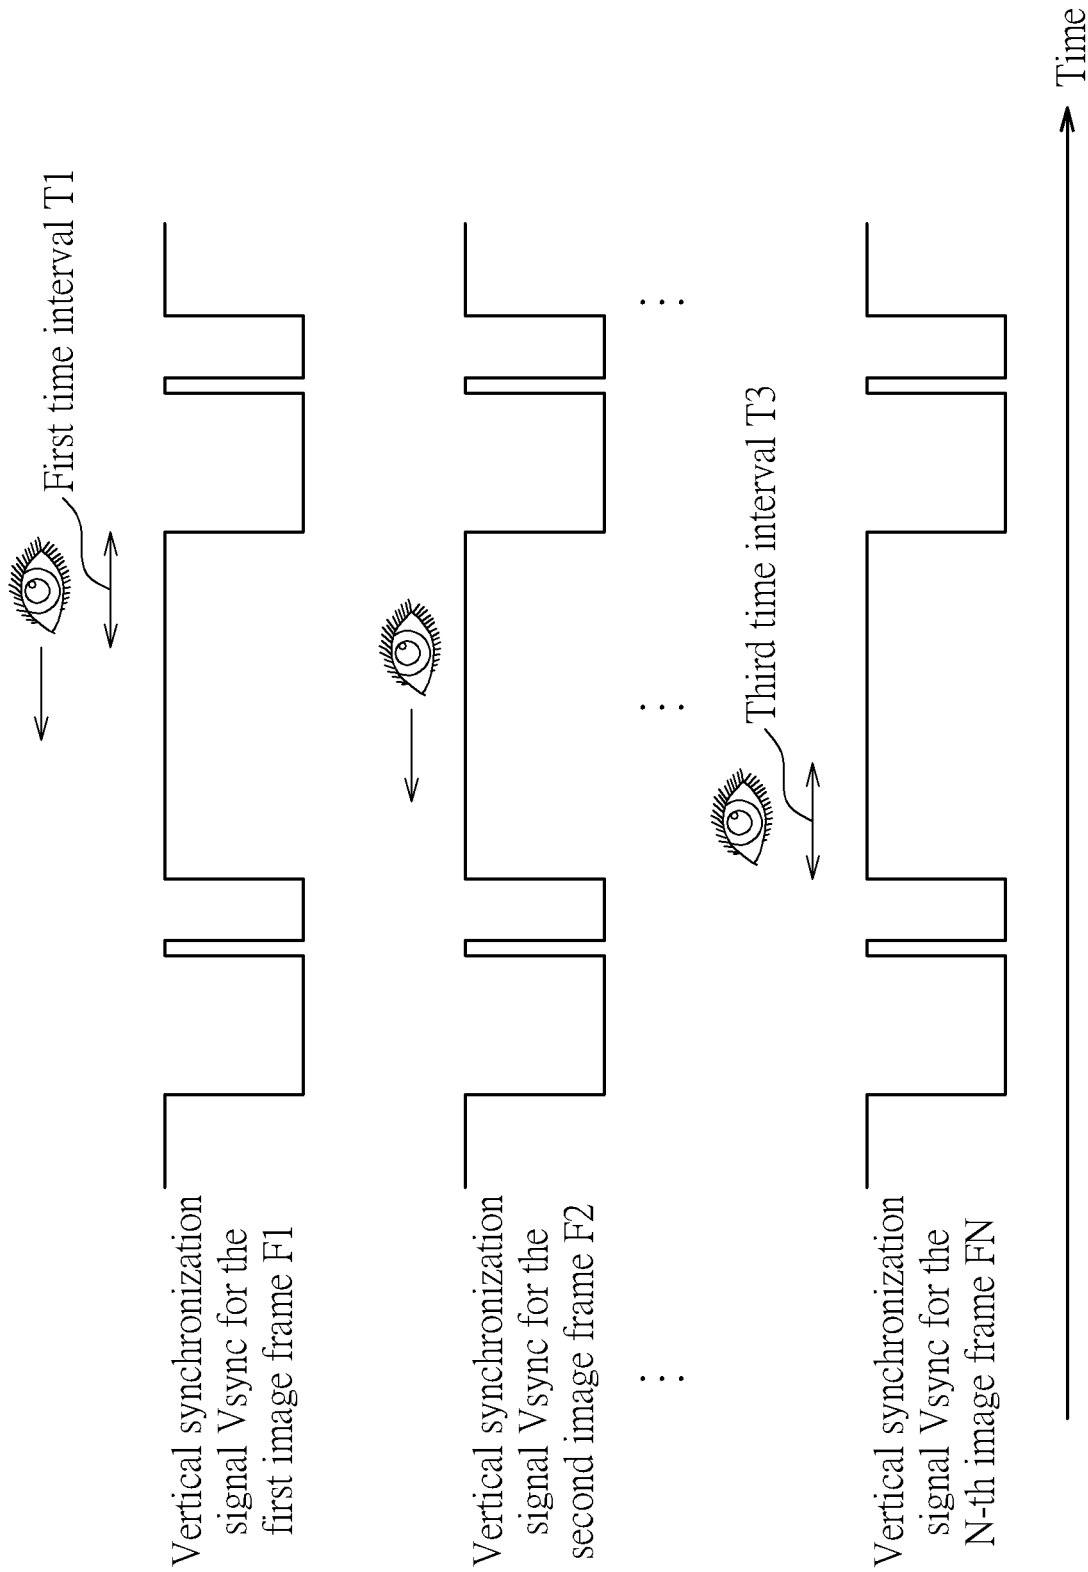 First time interval T1
Vertical synchronization
signal Vsync for the
first image frame F1
Vertical synchronization
signal Vsync for the
second image frame F2
...
...
...
Third time interval T3
Vertical synchronization
signal Vsync for the
N-th image frame FN
Time